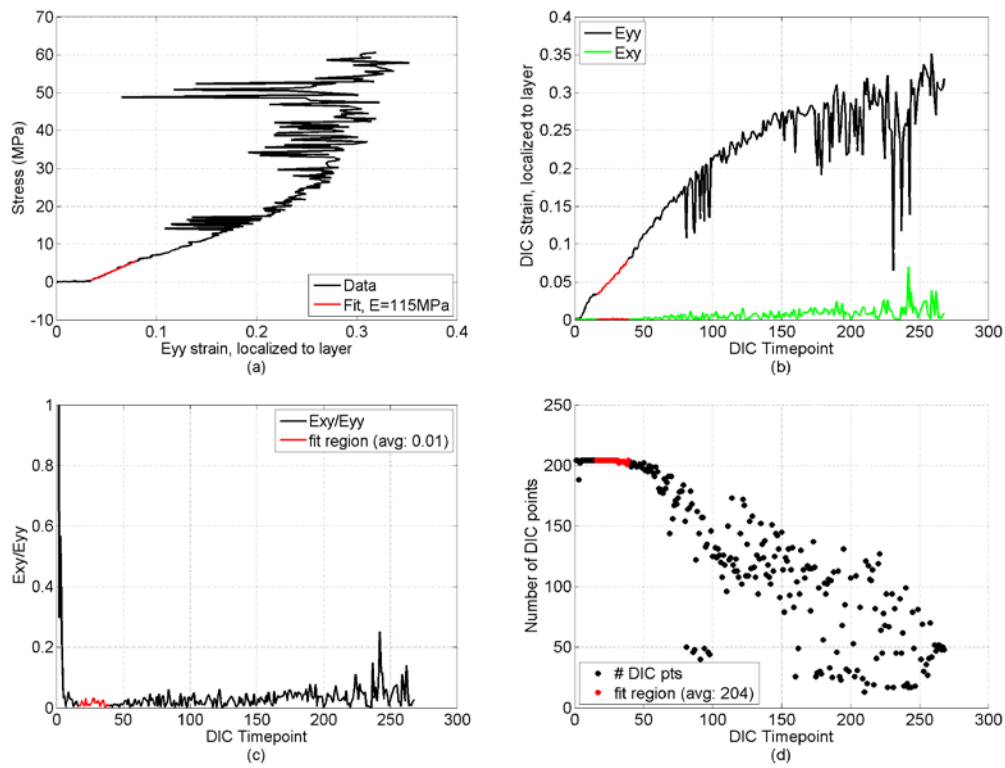 70
60
50
40
30
20
10
0
-10
Stress (MPa)
Data
Fit, E=115MPa
0
0.1
0.2
0.3
0.4
Eyy strain, localized to layer
(a)
0.4
0.35
0.3
0.25
0.2
0.15
0.1
0.05
0
DIC Strain, localized to layer
Eyy
Exy
0
50
100
150
200
250
300
DIC Timepoint
(b)
1
0.8
0.6
0.4
0.2
0
Exy/Eyy
Exy/Eyy
fit region (avg: 0.01)
0
50
100
150
200
250
300
DIC Timepoint
(c)
250
200
150
100
50
0
Number of DIC points
# DIC pts
fit region (avg: 204)
0
50
100
150
200
250
300
DIC Timepoint
(d)